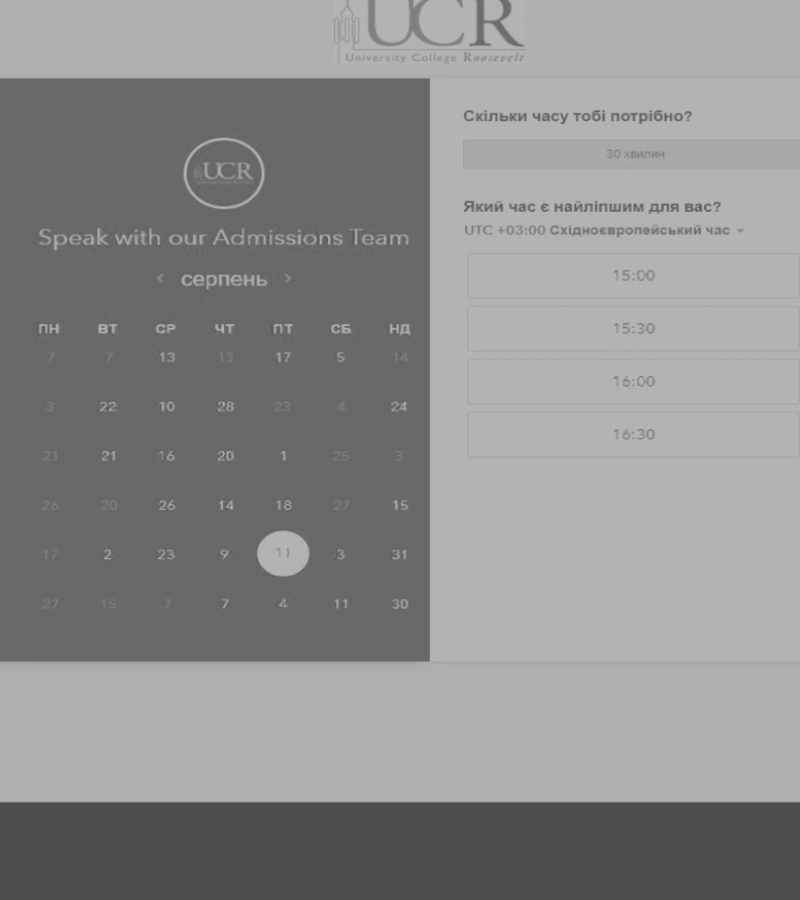 UCR
University College Roosevelt
UCR
Speak with our Admissions Team
< серпень >
ПН ВТ СР ЧТ ПТ СБ НД
7 7 13 13 17 5 14
3 22 10 28 23 4 24
21 21 16 20 1 25 3
26 20 26 14 18 27 15
17 2 23 9 11 3 31
27 15 7 7 4 11 30
Скільки часу тобі потрібно?
30 хвилин
Який час є найліпшим для вас?
UTC +03:00 Східноєвропейський час
15:00
15:30
16:00
16:30